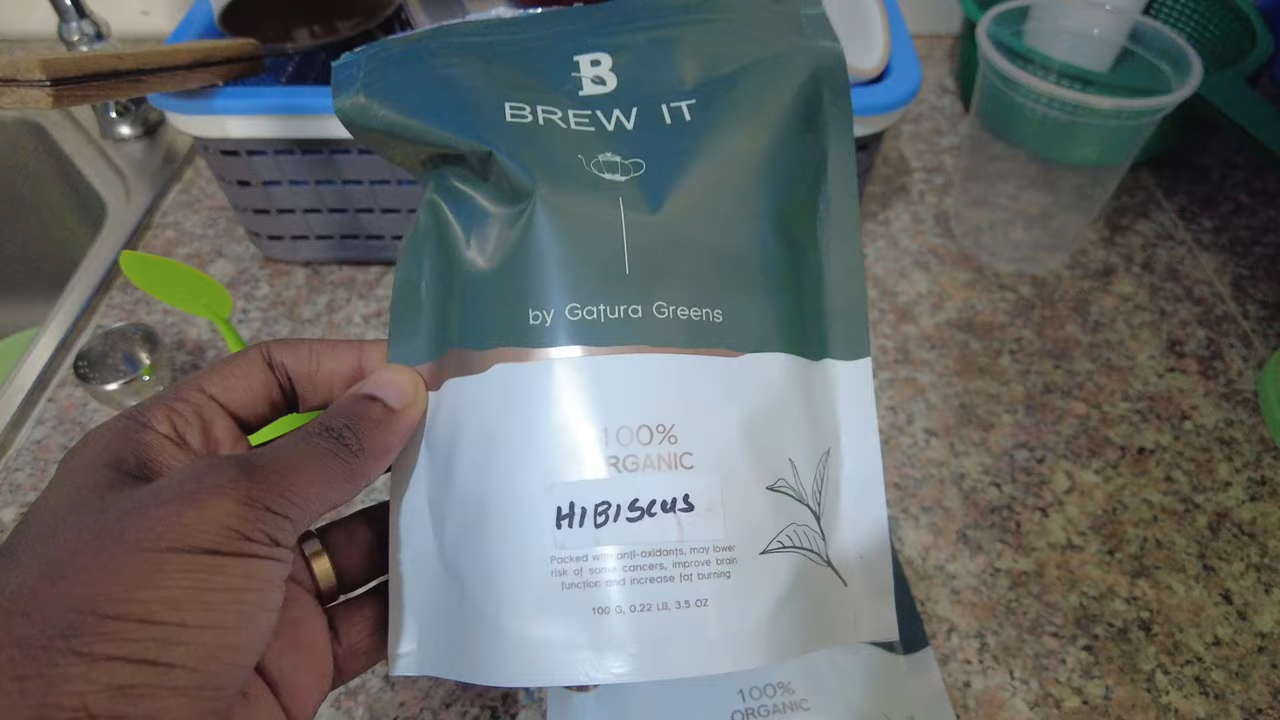 B
BREW IT
by Gatura Greens
100%
ORGANIC
HIBIScus
Packed with anti-oxidants, may lower
risk of some cancers, improve brain
function and increase fat burning
100 G, 0.22 LB, 3.5 OZ
100%
ORGANIC